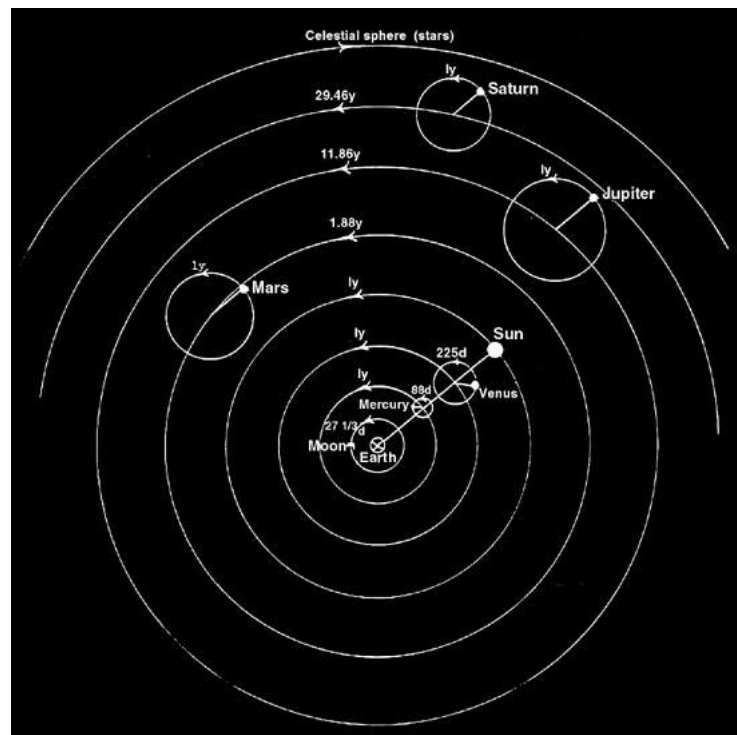 Celestial sphere (stars)
ly
Saturn
29.46y
11.86y
ly
Jupiter
1.88y
1y
Mars
ly
Sun
ly
225d
ly
88d
Venus
Mercury
27 1/3d
Moon
Earth